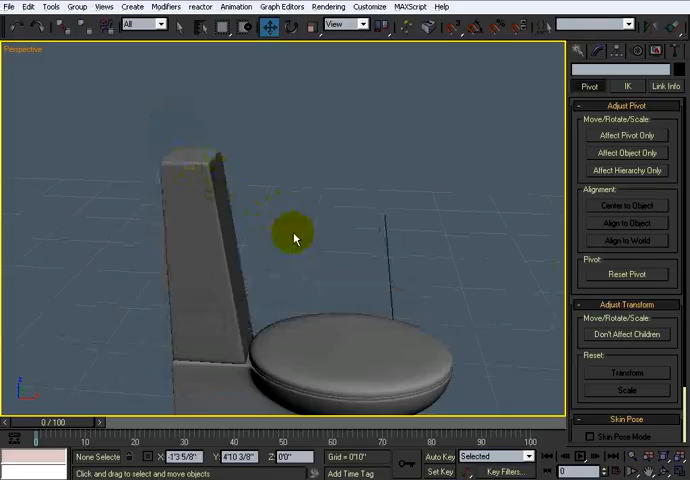 File Edit Tools Group Views Create Modifiers reactor Animation Graph Editors Rendering Customize MAXScript Help
All View
Perspective
Pivot IK Link Info
- Adjust Pivot
Move/Rotate/Scale:
Affect Pivot Only
Affect Object Only
Affect Hierarchy Only
Alignment:
Center to Object
Align to Object
Align to World
Pivot:
Reset Pivot
- Adjust Transform
Move/Rotate/Scale:
Don't Affect Children
Reset:
Transform
Scale
- Skin Pose
Skin Pose Mode
z
x
< 0 / 100 >
0 10 20 30 40 50 60 70 80 90 100
None Selecte X: -1'3 5/8" Y: 4'10 3/8" Z: 0'0" Grid = 0'10" Auto Key Selected
Click and drag to select and move objects Add Time Tag Set Key Key Filters... 0